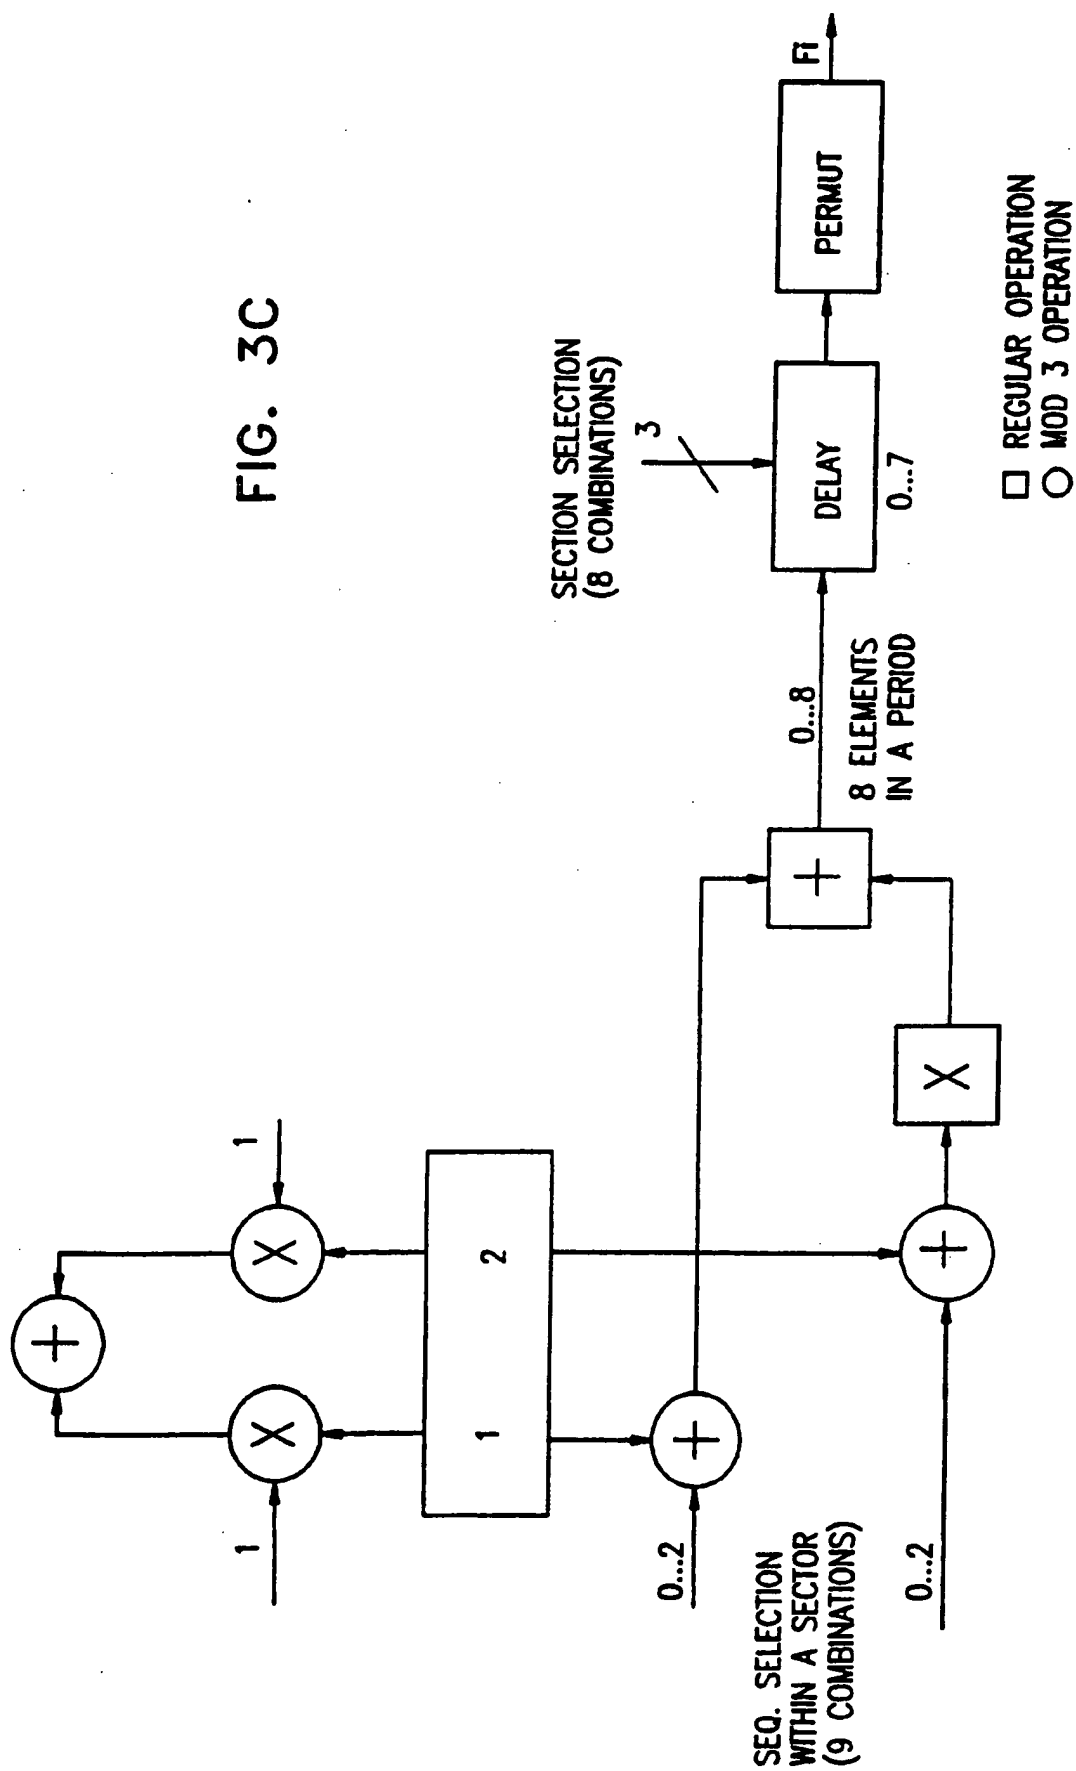 FIG. 3C
+
X
X
1
1
1
2
0...2
+
SEQ. SELECTION
WITHIN A SECTOR
(9 COMBINATIONS)
0...2
+
X
+
0...8
8 ELEMENTS
IN A PERIOD
SECTION SELECTION
(8 COMBINATIONS)
3
DELAY
0...7
PERMUT
Fi
REGULAR OPERATION
MOD 3 OPERATION